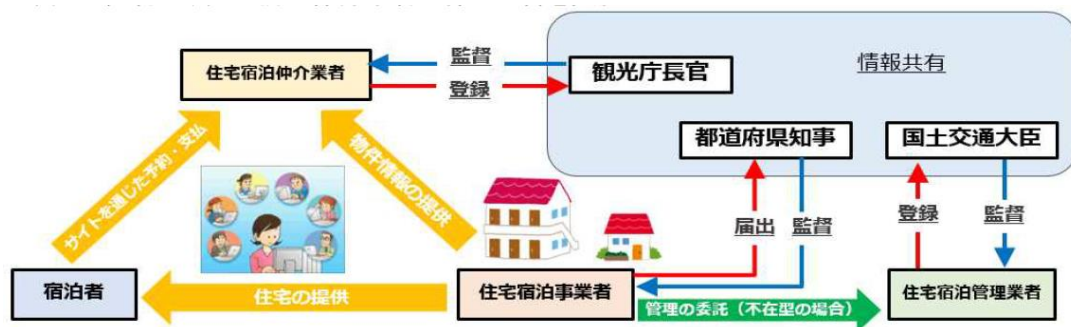 監督
住宅宿泊仲介業者
観光庁長官
情報共有
登録
都道府県知事
国土交通大臣
サイトを通じた予約・支払
物件情報の提供
届出
監督
登録
監督
宿泊者
住宅の提供
住宅宿泊事業者
管理の委託（不在型の場合）
住宅宿泊管理業者